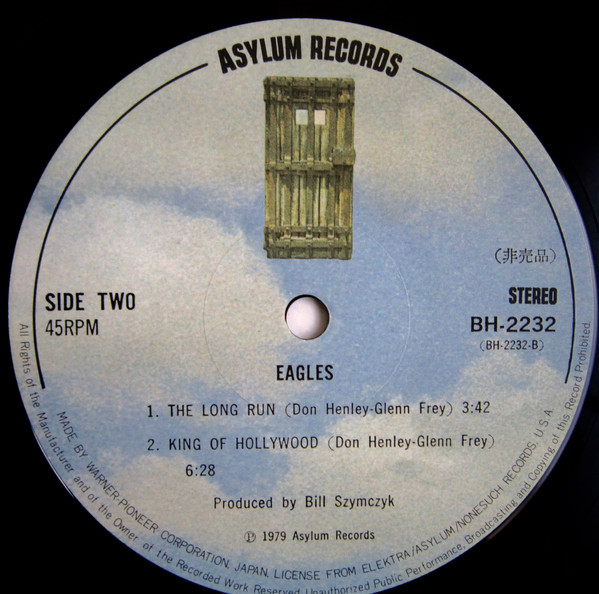 ASYLUM RECORDS
(非売品)
SIDE TWO
STEREO
45RPM
BH-2232
(BH-2232-B)
EAGLES
1. THE LONG RUN (Don Henley-Glenn Frey) 3:42
2. KING OF HOLLYWOOD (Don Henley-Glenn Frey)
6:28
Produced by Bill Szymczyk
Ⓟ 1979 Asylum Records
MADE BY WARNER-PIONEER CORPORATION, JAPAN, LICENSE FROM ELEKTRA/ASYLUM/NONESUCH RECORDS, U.S.A.
All Rights of the Manufacturer and of the Owner of the Recorded Work Reserved Unauthorized Public Performance, Broadcasting and Copying of this Record Prohibited.